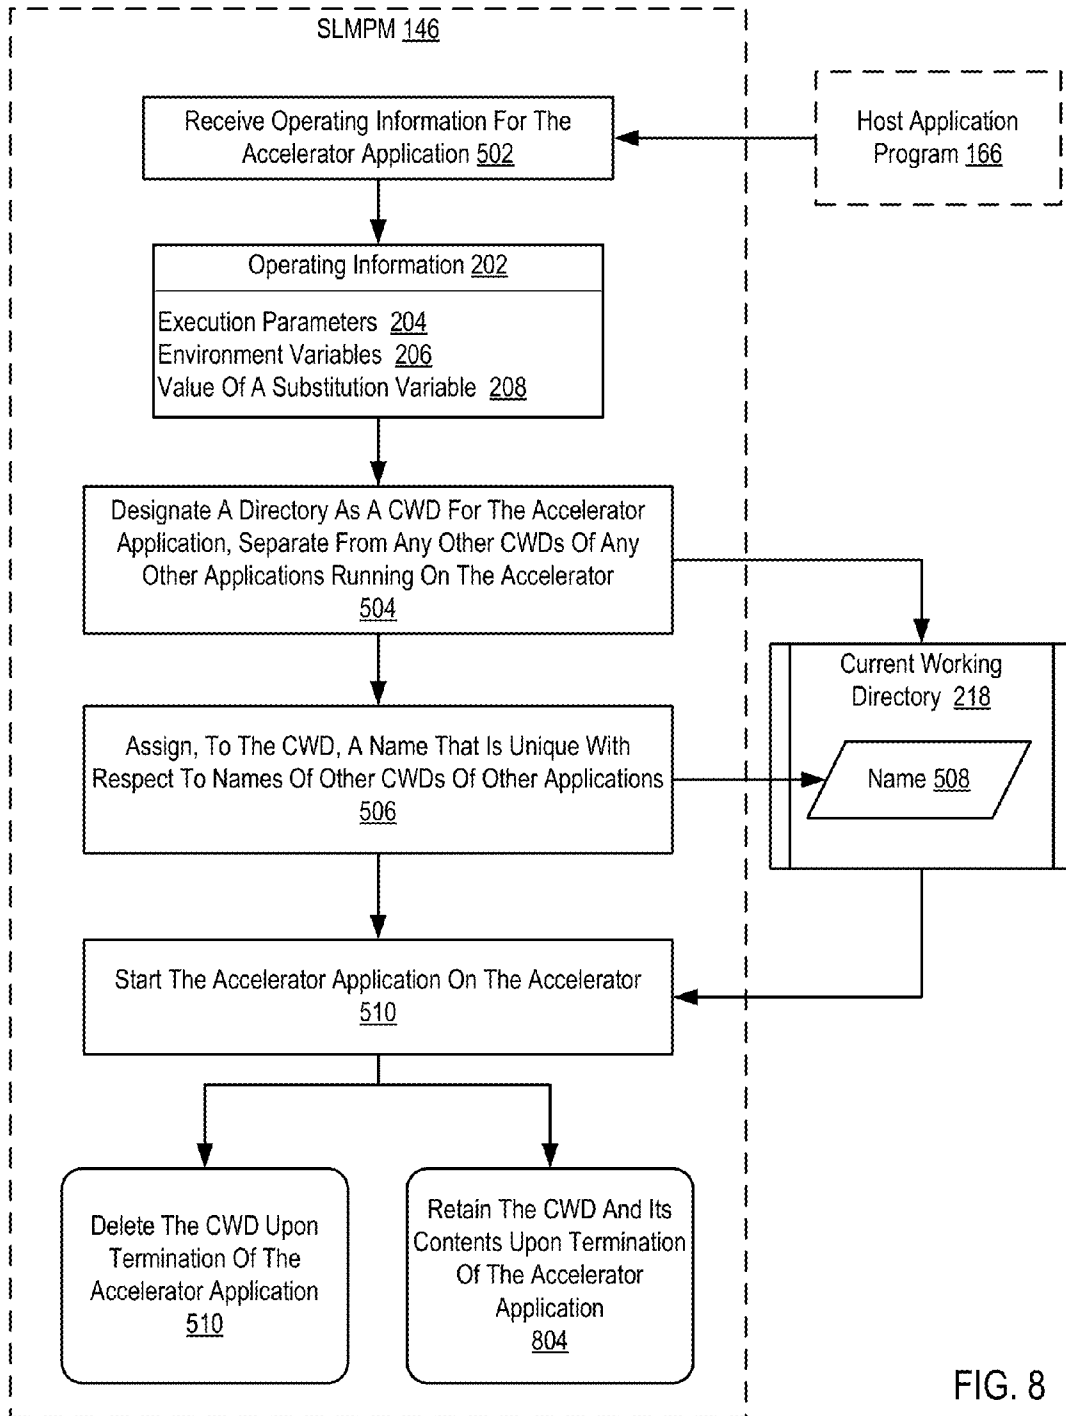 SLMPM 146
Receive Operating Information For The
Accelerator Application 502
Host Application
Program 166
Operating Information 202
Execution Parameters 204
Environment Variables 206
Value Of A Substitution Variable 208
Designate A Directory As A CWD For The Accelerator
Application, Separate From Any Other CWDs Of Any
Other Applications Running On The Accelerator
504
Current Working
Directory 218
Name 508
Assign, To The CWD, A Name That Is Unique With
Respect To Names Of Other CWDs Of Other Applications
506
Start The Accelerator Application On The Accelerator
510
Delete The CWD Upon
Termination Of The
Accelerator Application
510
Retain The CWD And Its
Contents Upon Termination
Of The Accelerator
Application
804
FIG. 8